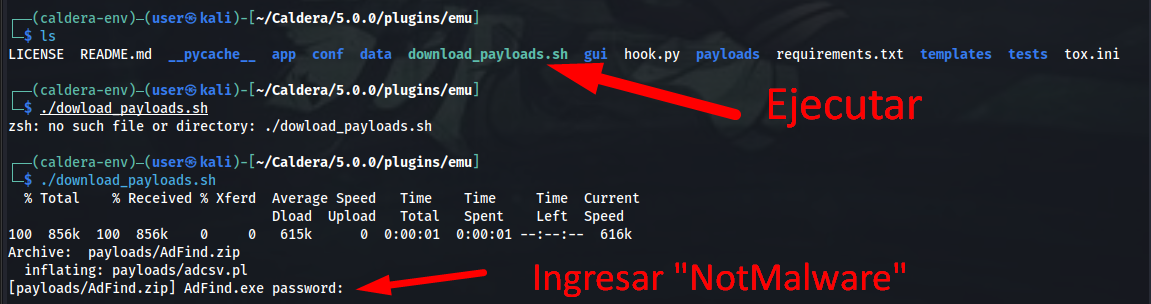 ┌──(caldera-env)─(user㉿kali)-[~/Caldera/5.0.0/plugins/emu]
└─$ ls
LICENSE README.md __pycache__ app conf data download_payloads.sh gui hook.py payloads requirements.txt templates tests tox.ini
Ejecutar
┌──(caldera-env)─(user㉿kali)-[~/Caldera/5.0.0/plugins/emu]
└─$ ./dowload_payloads.sh
zsh: no such file or directory: ./dowload_payloads.sh
┌──(caldera-env)─(user㉿kali)-[~/Caldera/5.0.0/plugins/emu]
└─$ ./download_payloads.sh
% Total % Received % Xferd Average Speed Time Time Time Current
Dload Upload Total Spent Left Speed
100 856k 100 856k 0 0 615k 0 0:00:01 0:00:01 --:--:-- 616k
Archive: payloads/AdFind.zip
inflating: payloads/adcsv.pl
[payloads/AdFind.zip] AdFind.exe password:
Ingresar "NotMalware"